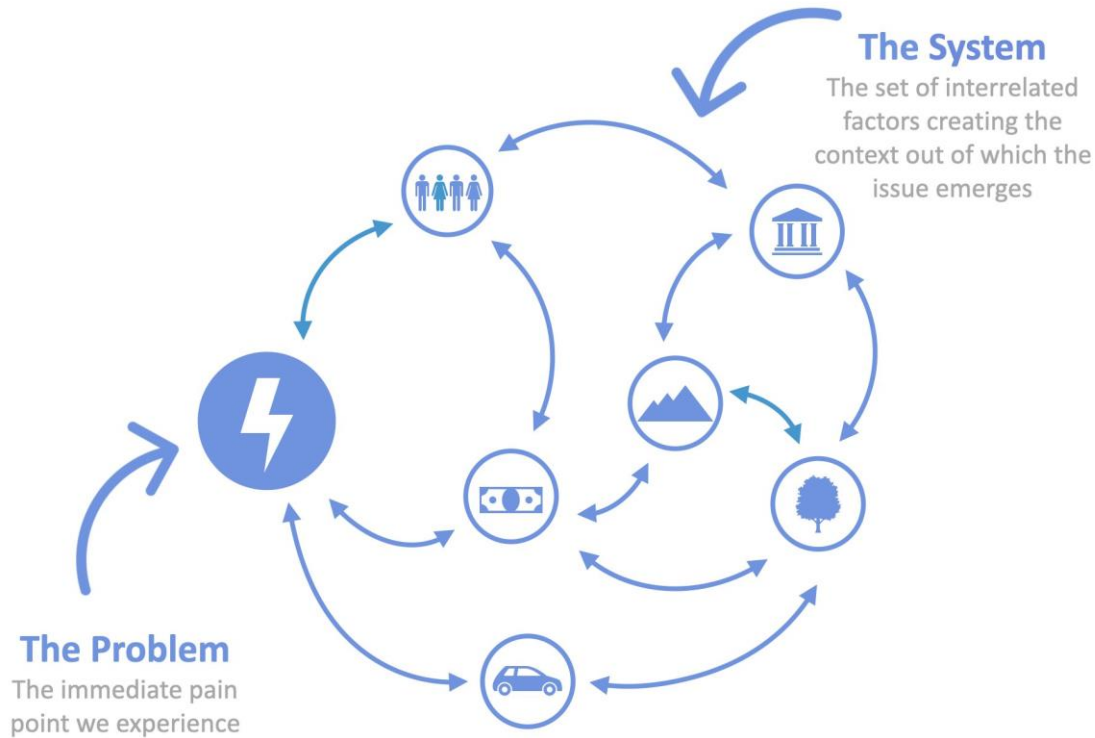 The System
The set of interrelated
factors creating the
context out of which the
issue emerges
The Problem
The immediate pain
point we experience